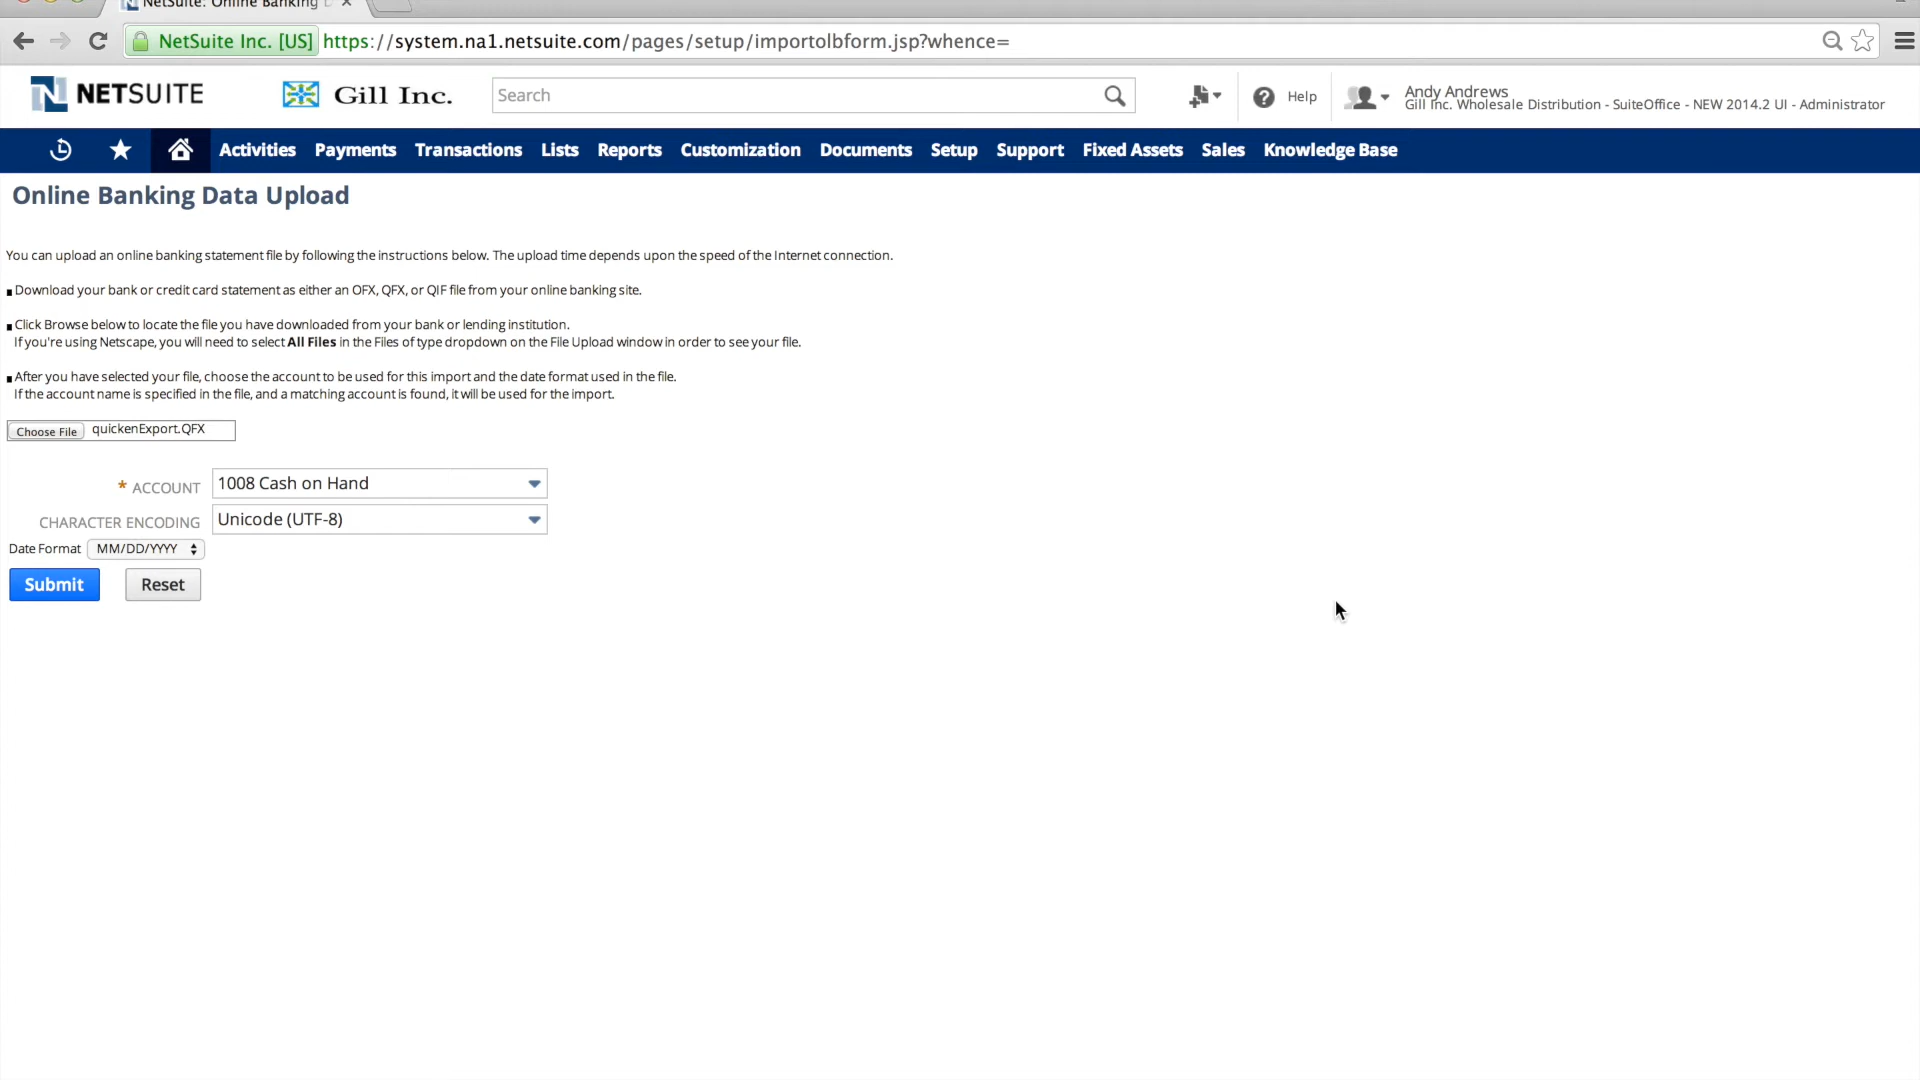 NetSuite: Online Banking D
NetSuite Inc. [US] https://system.na1.netsuite.com/pages/setup/importolbform.jsp?whence=
NETSUITE
Gill Inc.
Search
Help
Andy Andrews
Gill Inc. Wholesale Distribution - SuiteOffice - NEW 2014.2 UI - Administrator
Activities Payments Transactions Lists Reports Customization Documents Setup Support Fixed Assets Sales Knowledge Base
Online Banking Data Upload
You can upload an online banking statement file by following the instructions below. The upload time depends upon the speed of the Internet connection.
Download your bank or credit card statement as either an OFX, QFX, or QIF file from your online banking site.
Click Browse below to locate the file you have downloaded from your bank or lending institution.
If you're using Netscape, you will need to select All Files in the Files of type dropdown on the File Upload window in order to see your file.
After you have selected your file, choose the account to be used for this import and the date format used in the file.
If the account name is specified in the file, and a matching account is found, it will be used for the import.
Choose File quickenExport.QFX
* ACCOUNT 1008 Cash on Hand
CHARACTER ENCODING Unicode (UTF-8)
Date Format MM/DD/YYYY
Submit Reset